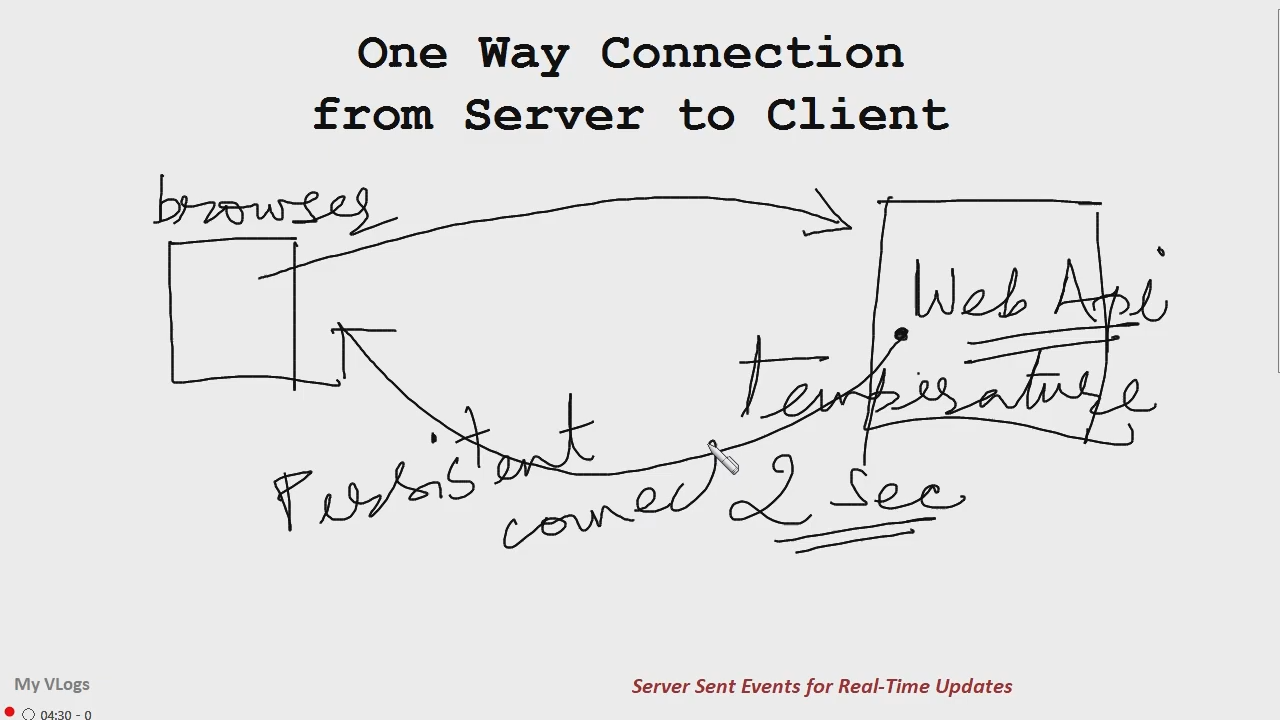 One Way Connection
from Server to Client
browser
Web Api
temperature
Persistent
connec
2 sec
My VLogs
Server Sent Events for Real-Time Updates
04:30 - 0